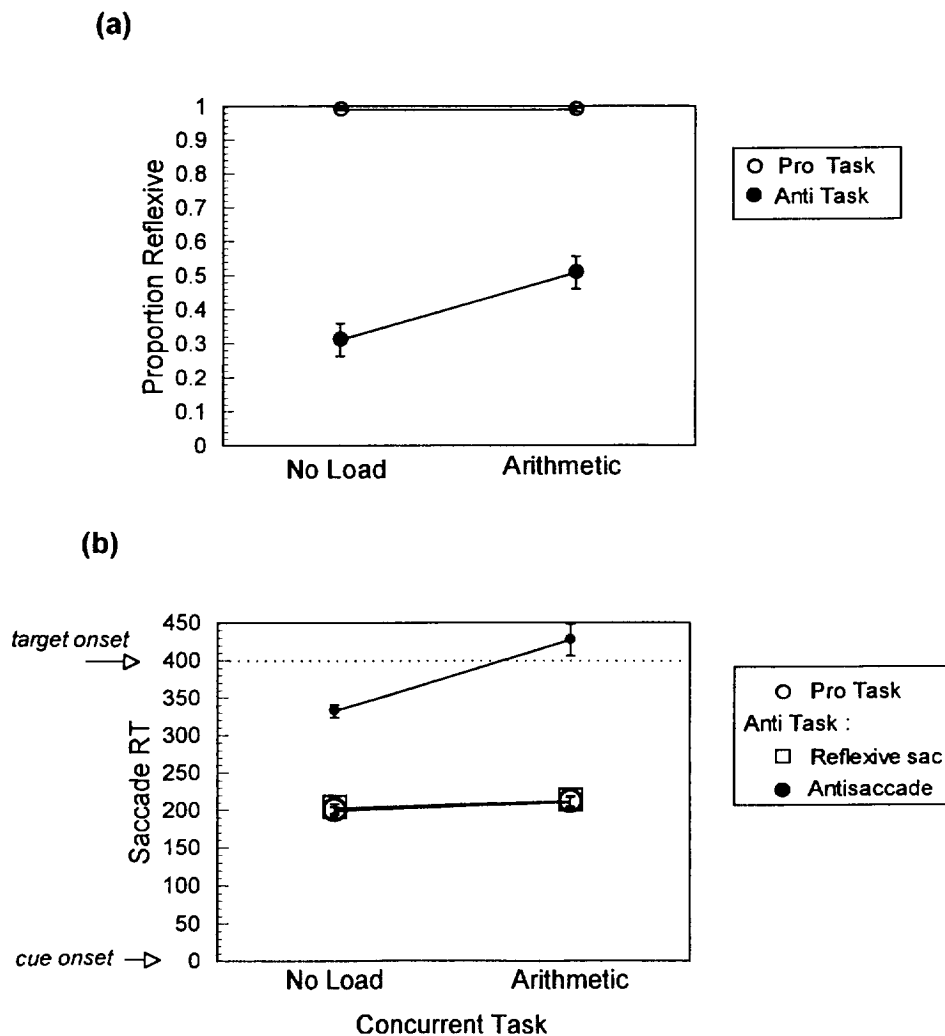 (a)
Proportion Reflexive
1
0.9
0.8
0.7
0.6
0.5
0.4
0.3
0.2
0.1
0
No Load Arithmetic
Pro Task
Anti Task
(b)
target onset
cue onset
Saccade RT
450
400
350
300
250
200
150
100
50
0
No Load Arithmetic
Concurrent Task
Pro Task
Anti Task :
Reflexive sac
Antisaccade